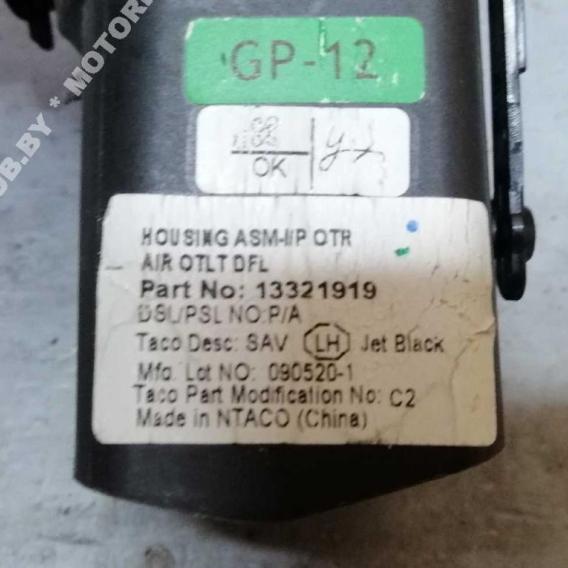 GP-12
OK
HOUSING ASM-I/P OTR
AIR OTLT DFL
Part No: 13321919
DSL/PSL NO:P/A
Taco Desc: SAV LH Jet Black
Mfg. Lot NO: 090520-1
Taco Part Modification No: C2
Made in NTACO (China)